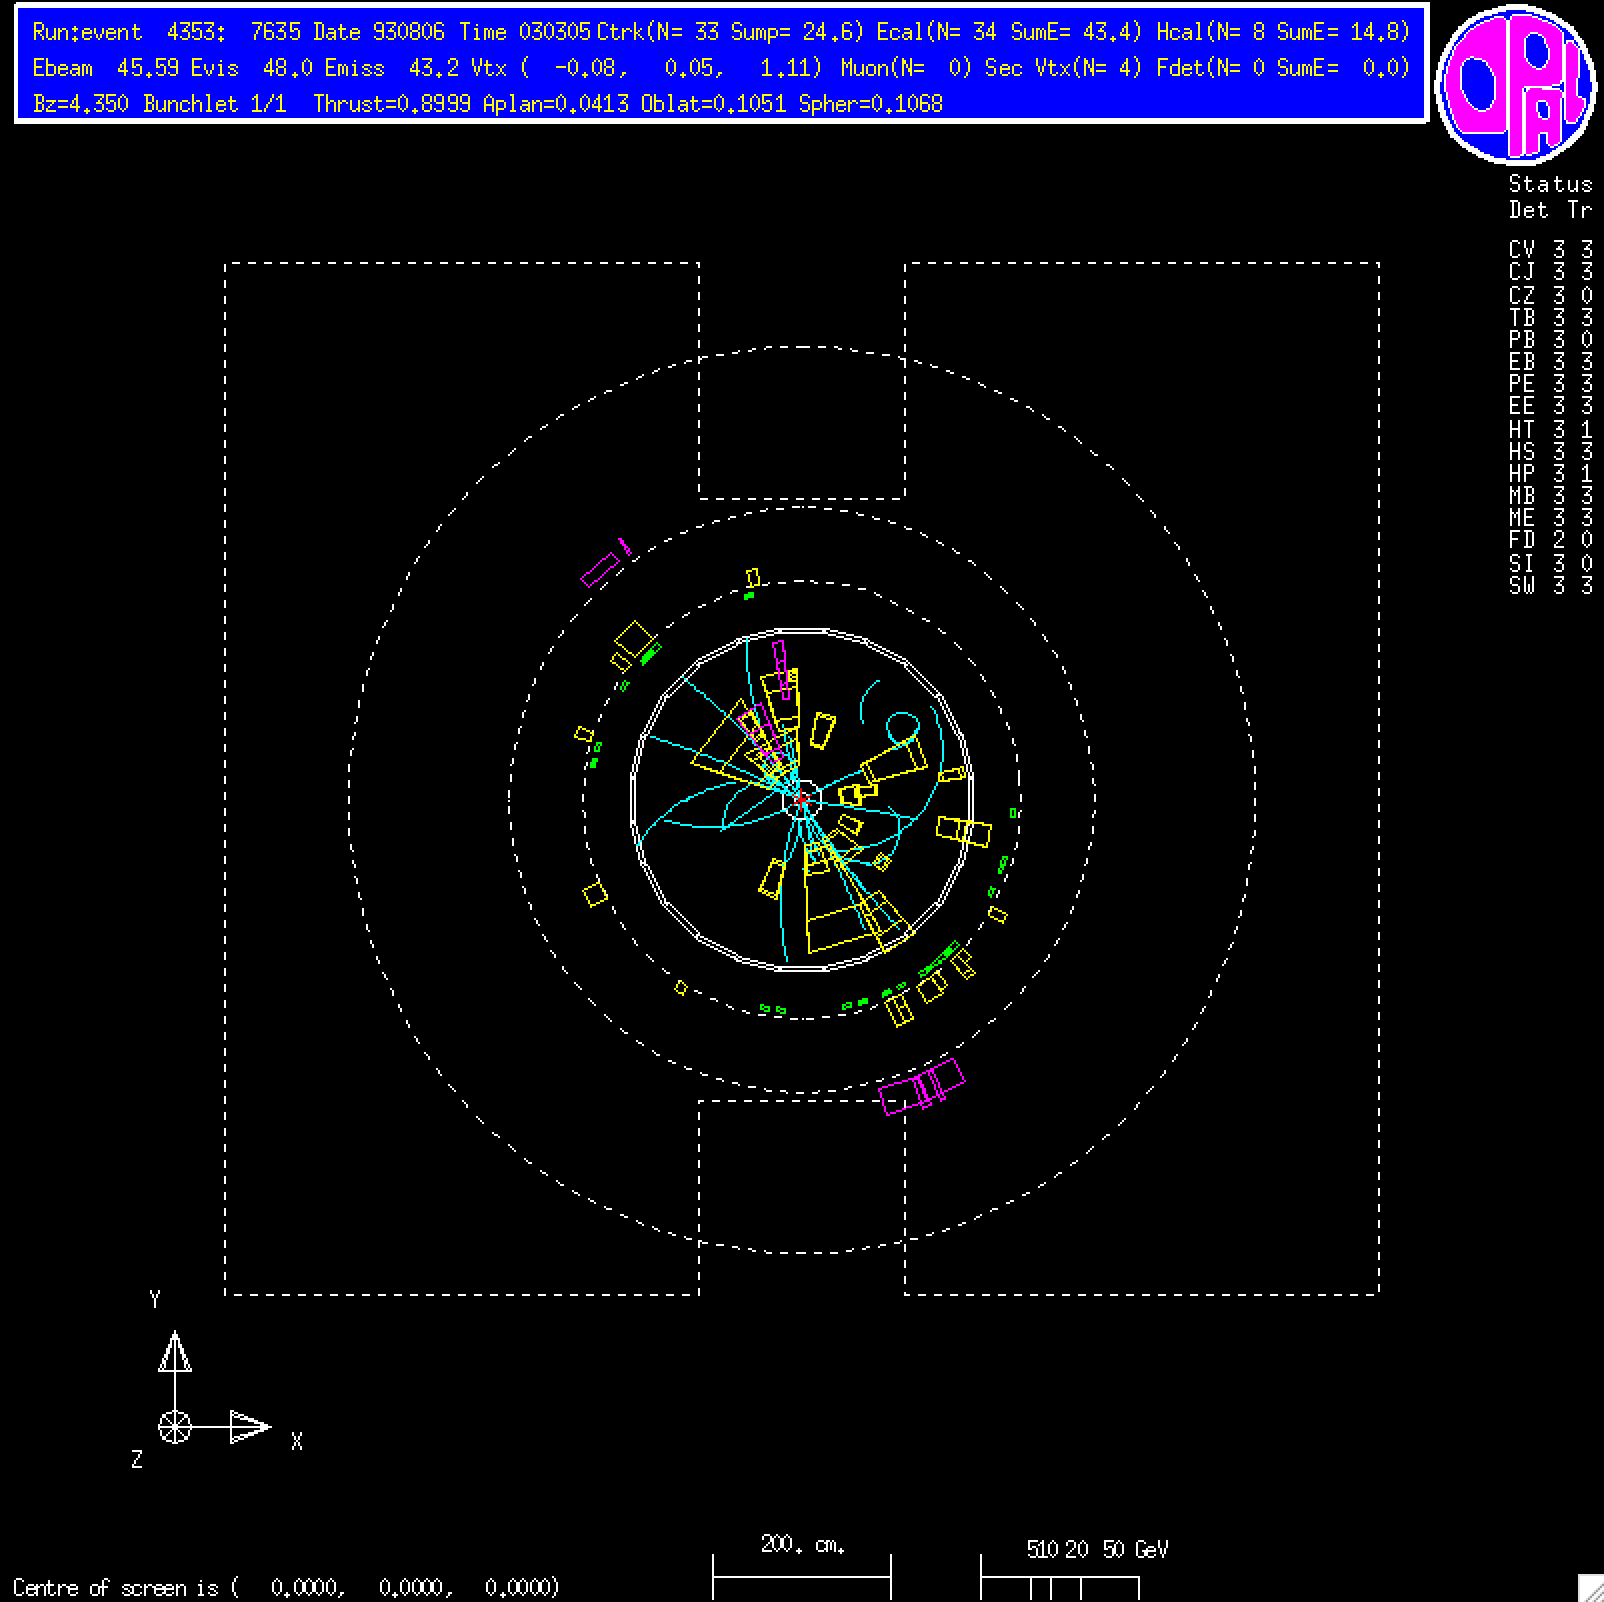 Run:event 4353: 7635 Date 930806 Time 030305 Ctrk(N= 33 Sump= 24.6) Ecal(N= 34 SumE= 43.4) Hcal(N= 8 SumE= 14.8)
Ebeam 45.59 Evis 48.0 Emiss 43.2 Vtx ( -0.08, 0.05, 1.11) Muon(N= 0) Sec Vtx(N= 4) Fdet(N= 0 SumE= 0.0)
Bz=4.350 Bunchlet 1/1 Thrust=0.8999 Aplan=0.0413 Oblat=0.1051 Spher=0.1068
OPAL
Status
Det Tr
CV 3 3
CJ 3 3
CZ 3 0
TB 3 3
PB 3 0
EB 3 3
PE 3 3
EE 3 3
HT 3 1
HS 3 3
HP 3 1
MB 3 3
ME 3 3
FD 2 0
SI 3 0
SW 3 3
Y
X
Z
200. cm.
510 20 50 GeV
Centre of screen is ( 0.0000, 0.0000, 0.0000)